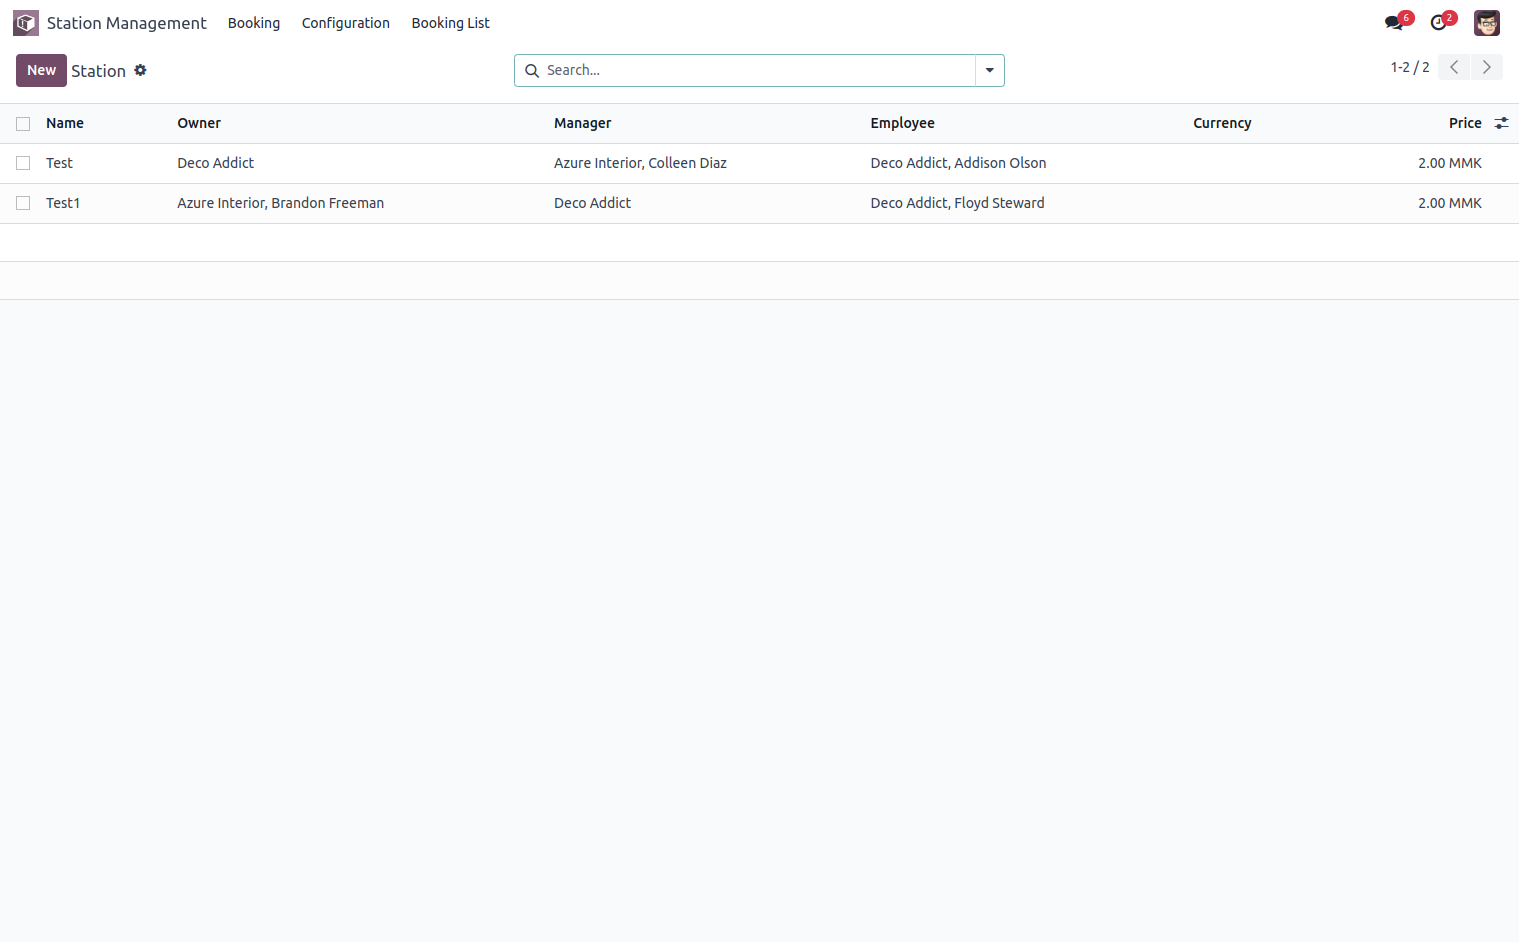 Station Management Booking Configuration Booking List 6 2
New Station Search... 1-2 / 2
Name Owner Manager Employee Currency Price
Test Deco Addict Azure Interior, Colleen Diaz Deco Addict, Addison Olson 2.00 MMK
Test1 Azure Interior, Brandon Freeman Deco Addict Deco Addict, Floyd Steward 2.00 MMK